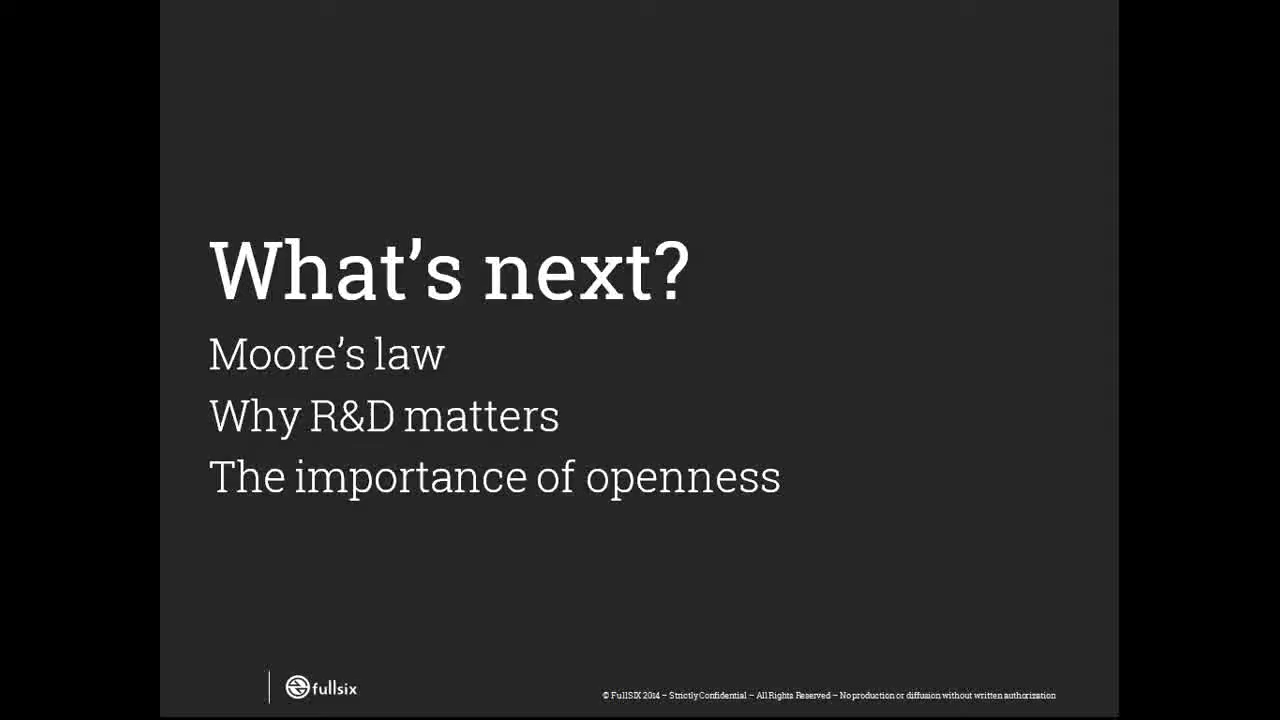 What’s next?
Moore’s law
Why R&D matters
The importance of openness
fullsix
© FullSIX 2014 – Strictly Confidential – All Rights Reserved – No production or diffusion without written authorization